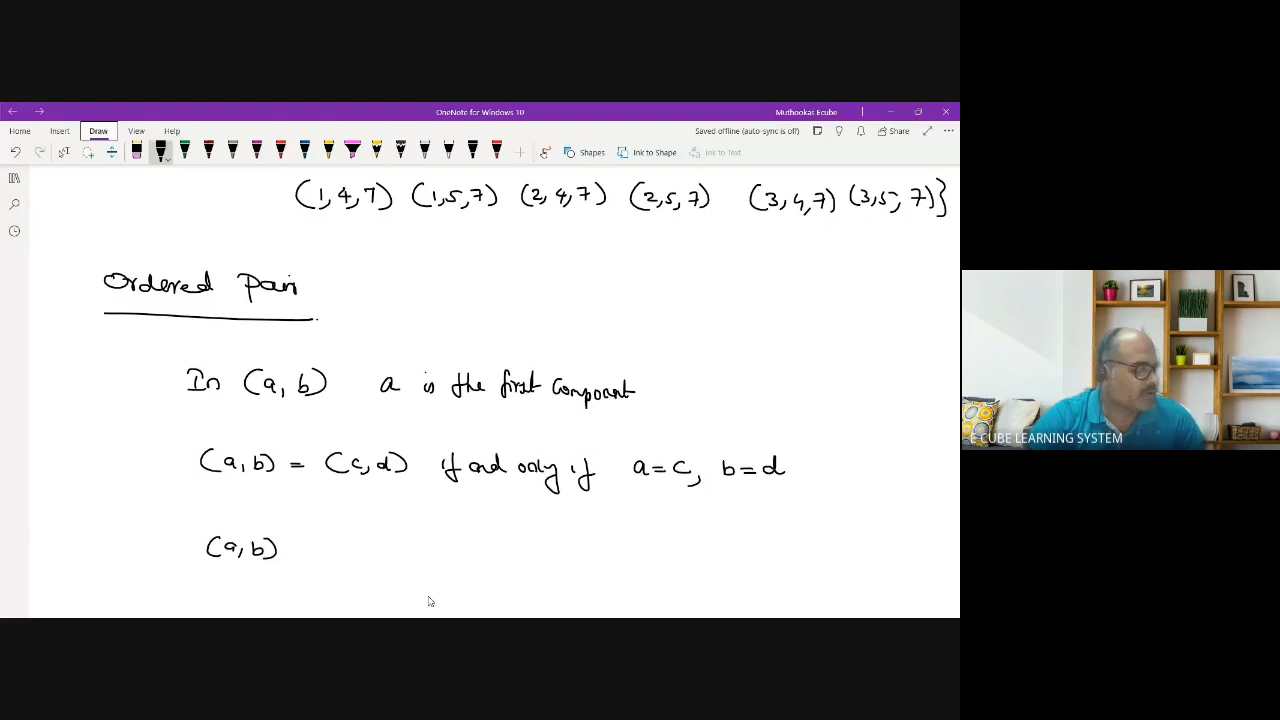 OneNote for Windows 10
Muthookas Ecube
Home Insert Draw View Help
Saved offline (auto-sync is off) Share
Shapes Ink to Shape Ink to Text
(1, 4, 7) (1, 5, 7) (2, 4, 7) (2, 5, 7) (3, 4, 7) (3, 5, 7)}
Ordered Pair
In (a, b) a is the first component
(a, b) = (c, d) if and only if a = c, b = d
(a, b)
E CUBE LEARNING SYSTEM